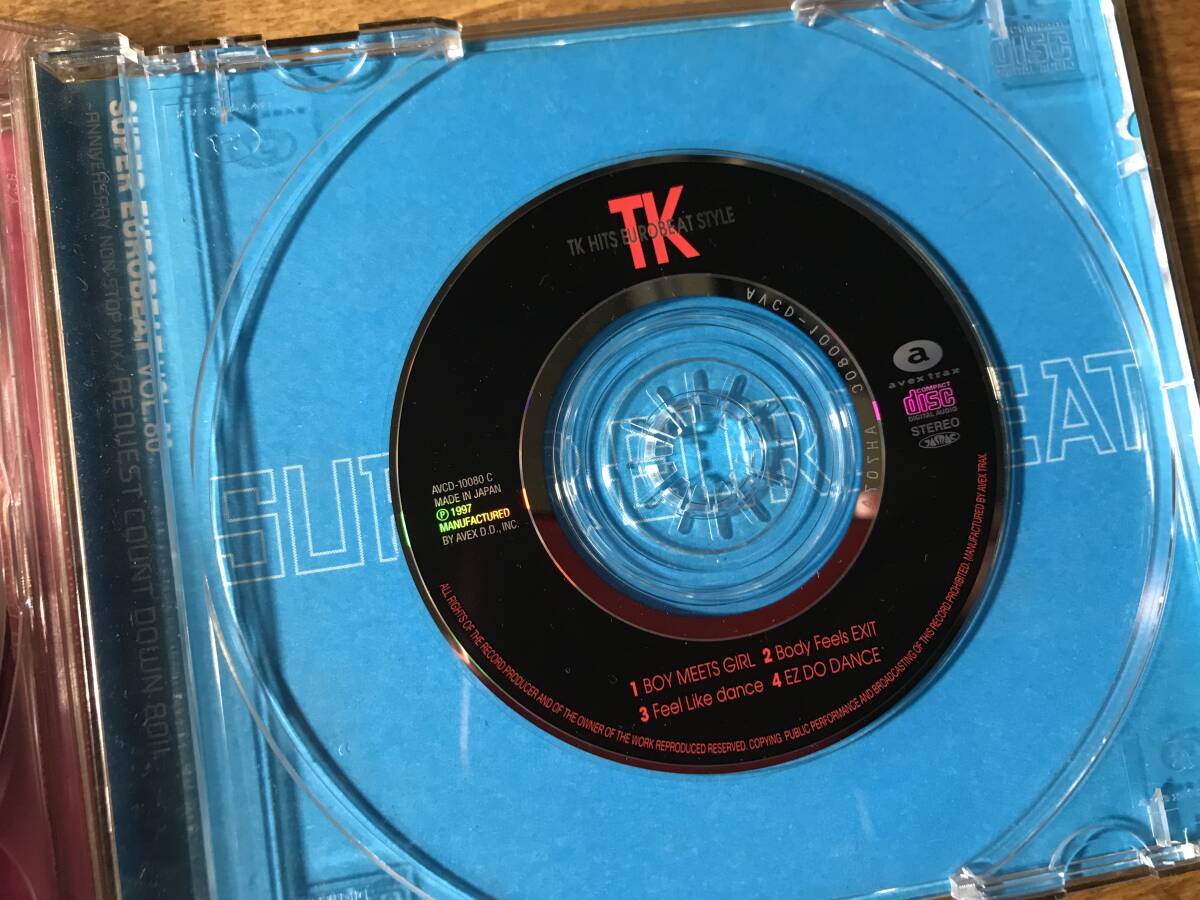 TK
TK HITS EUROBEAT STYLE
AVCD-10080C
a
avex trax
COMPACT
disc
DIGITAL AUDIO
STEREO
JASRAC
AVCD-10080 C
MADE IN JAPAN
Ⓟ 1997
MANUFACTURED
BY AVEX D.D., INC.
1 BOY MEETS GIRL 2 Body Feels EXIT
3 Feel Like dance 4 EZ DO DANCE
ALL RIGHTS OF THE RECORD PRODUCER AND OF THE OWNER OF THE WORK REPRODUCED RESERVED. COPYING, PUBLIC PERFORMANCE AND BROADCASTING OF THIS RECORD PROHIBITED. MANUFACTURED BY AVEX TRAX.
SUPER EUROBEAT VOL.80
ANNIVERSARY NON-STOP MIX REQUEST COUNT DOWN 80!!